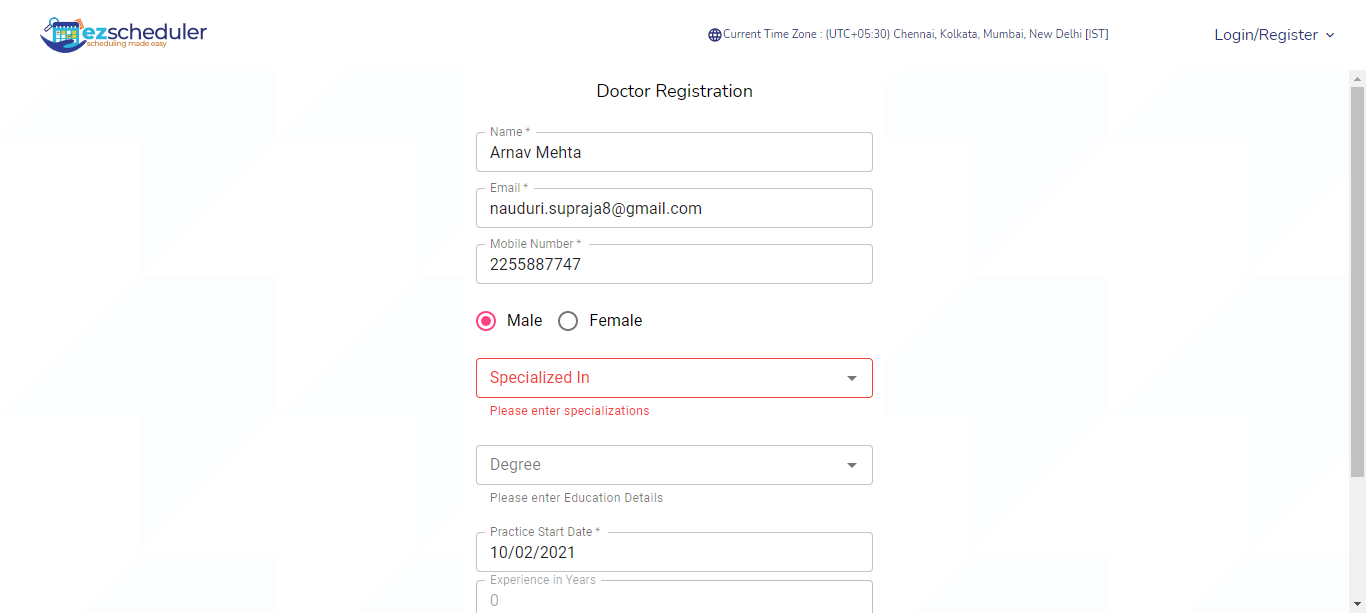 ezscheduler
scheduling made easy
Current Time Zone : (UTC+05:30) Chennai, Kolkata, Mumbai, New Delhi [IST]
Login/Register
Doctor Registration
Name *
Arnav Mehta
Email *
nauduri.supraja8@gmail.com
Mobile Number *
2255887747
Male Female
Specialized In
Please enter specializations
Degree
Please enter Education Details
Practice Start Date *
10/02/2021
Experience in Years
0